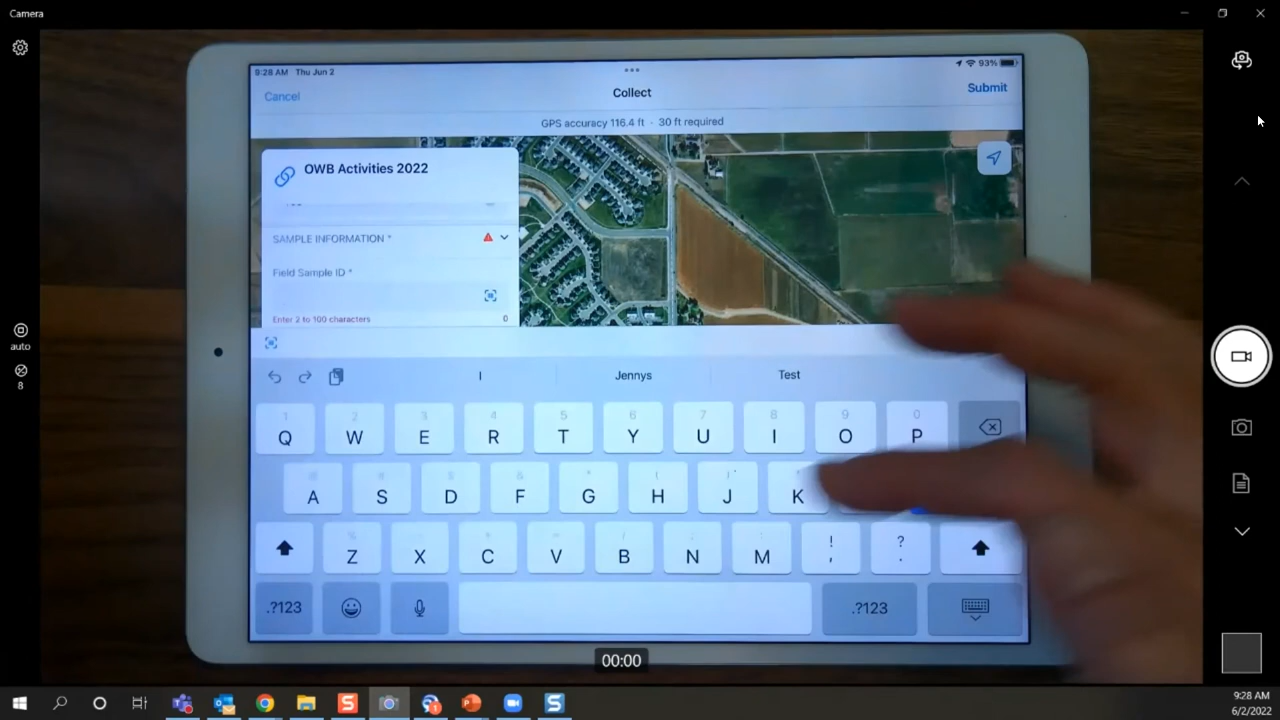 Camera
9:28 AM Thu Jun 2
93%
Cancel
Collect
Submit
GPS accuracy 116.4 ft · 30 ft required
OWB Activities 2022
SAMPLE INFORMATION *
Field Sample ID *
Enter 2 to 100 characters
0
I
Jennys
Test
1 2 3 4 5 6 7 8 9 0
Q W E R T Y U I O P
A S D F G H J K
Z X C V B N M ! , ? .
.?123
.?123
auto
8
00:00
9:28 AM
6/2/2022